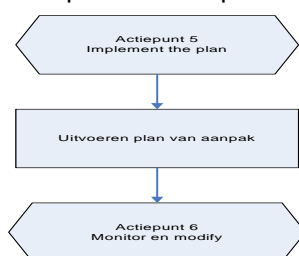 Actiepunt 5
Implement the plan
Uitvoeren plan van aanpak
Actiepunt 6
Monitor en modify